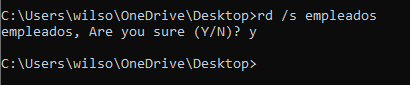 C:\Users\wilso\OneDrive\Desktop>rd /s empleados
empleados, Are you sure (Y/N)? y
C:\Users\wilso\OneDrive\Desktop>